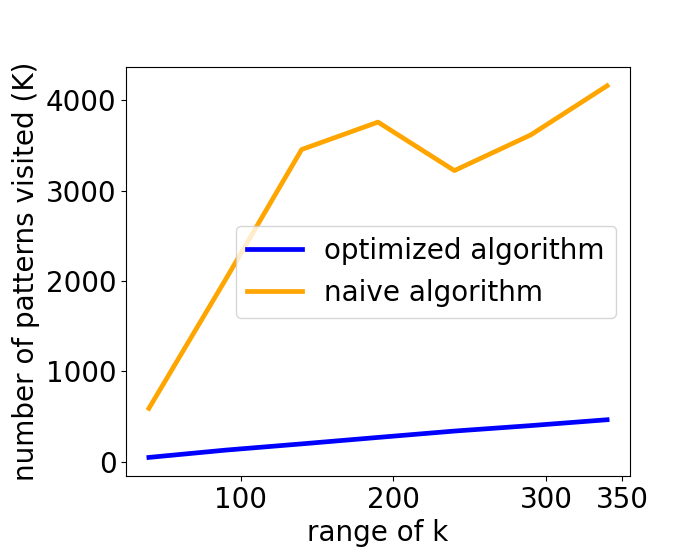 number of patterns visited (K)
4000
3000
2000
1000
0
optimized algorithm
naive algorithm
100
200
300
350
range of k